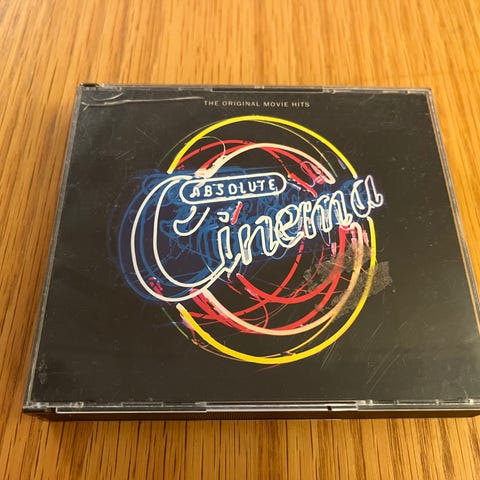 THE ORIGINAL MOVIE HITS
ABSOLUTE
Cinema